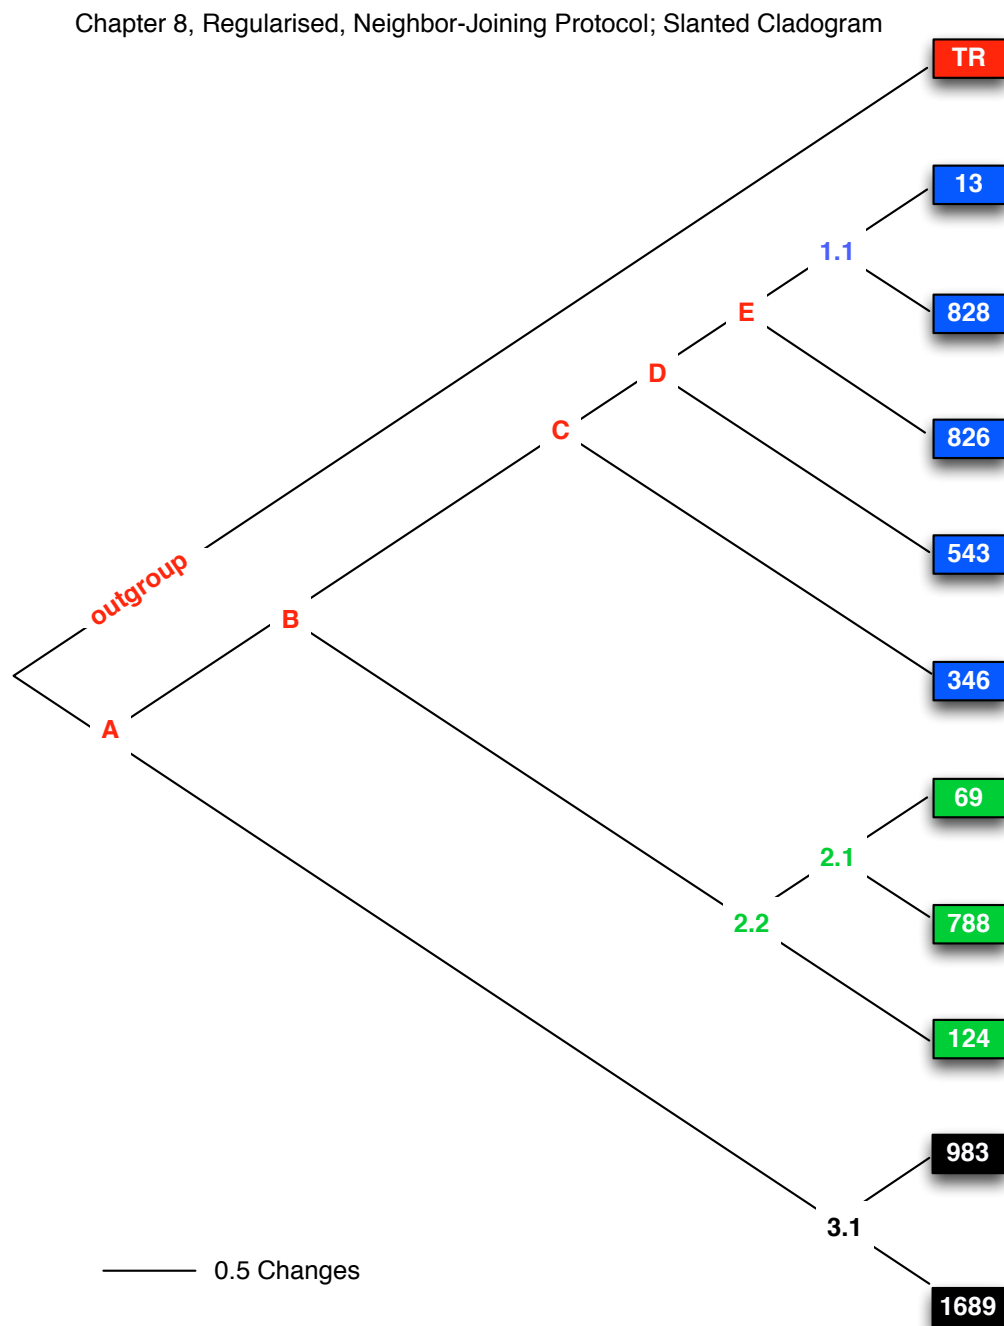 Chapter 8, Regularised, Neighbor-Joining Protocol; Slanted Cladogram
TR
13
1.1
828
E
D
C
826
543
outgroup
B
346
A
69
2.1
788
2.2
124
983
3.1
0.5 Changes
1689